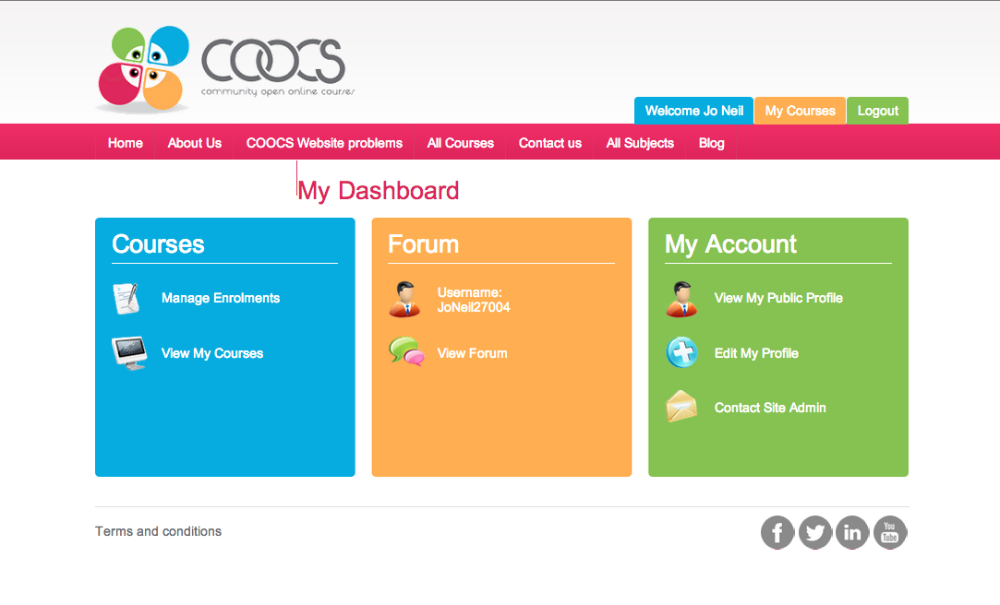 COOCS
community open online courses
Welcome Jo Neil
My Courses
Logout
Home
About Us
COOCS Website problems
All Courses
Contact us
All Subjects
Blog
My Dashboard
Courses
Manage Enrolments
View My Courses
Forum
Username:
JoNeil27004
View Forum
My Account
View My Public Profile
Edit My Profile
Contact Site Admin
Terms and conditions
f
in
You
Tube